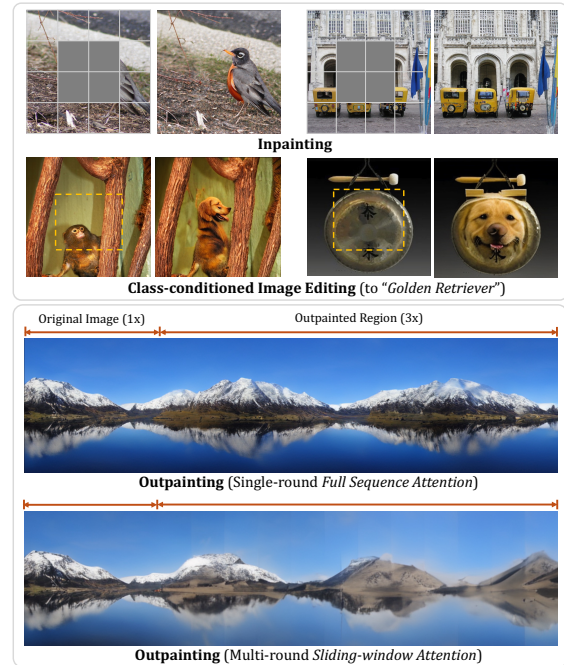 Inpainting
泰
Class-conditioned Image Editing (to “Golden Retriever”)
Original Image (1x) Outpainted Region (3x)
Outpainting (Single-round Full Sequence Attention)
Outpainting (Multi-round Sliding-window Attention)